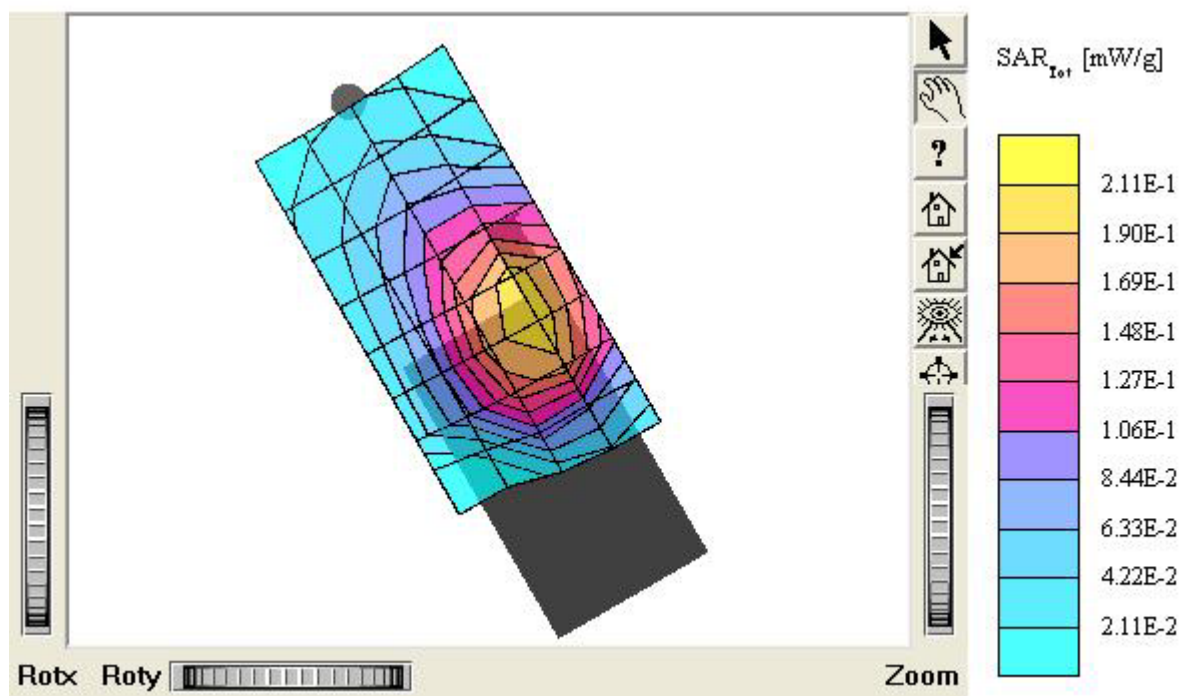 SAR_Tot [mW/g]
?
2.11E-1
1.90E-1
1.69E-1
1.48E-1
1.27E-1
1.06E-1
8.44E-2
6.33E-2
4.22E-2
2.11E-2
Rotx Roty Zoom